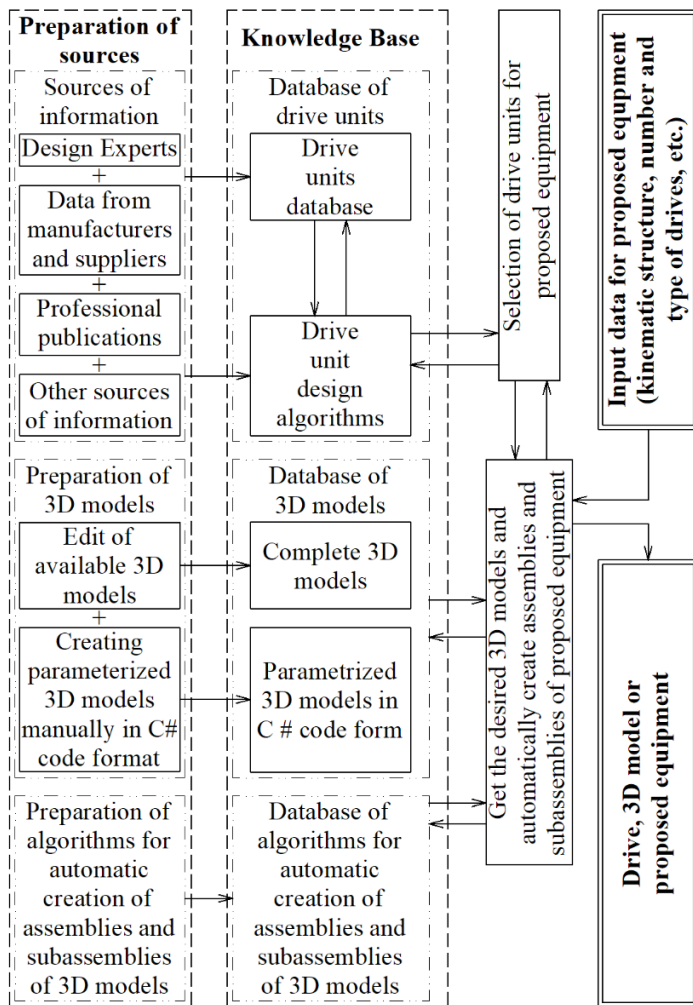 Preparation of
sources
Sources of
information
Design Experts
+
Data from
manufacturers
and suppliers
+
Professional
publications
+
Other sources
of information
Preparation of
3D models
Edit of
available 3D
models
+
Creating
parameterized
3D models
manually in C#
code format
Preparation of
algorithms for
automatic
creation of
assemblies and
subassemblies
of 3D models
Knowledge Base
Database of
drive units
Drive
units
database
Drive
unit
design
algorithms
Database of
3D models
Complete 3D
models
Parametrized
3D models in
C # code form
Database of
algorithms for
automatic
creation of
assemblies and
subassemblies
of 3D models
Selection of drive units for
proposed equipment
Get the desired 3D models and
automatically create assemblies and
subassemblies of proposed equipment
Input data for proposed equpment
(kinematic structure, number and
type of drives, etc.)
Drive, 3D model or
proposed equipment